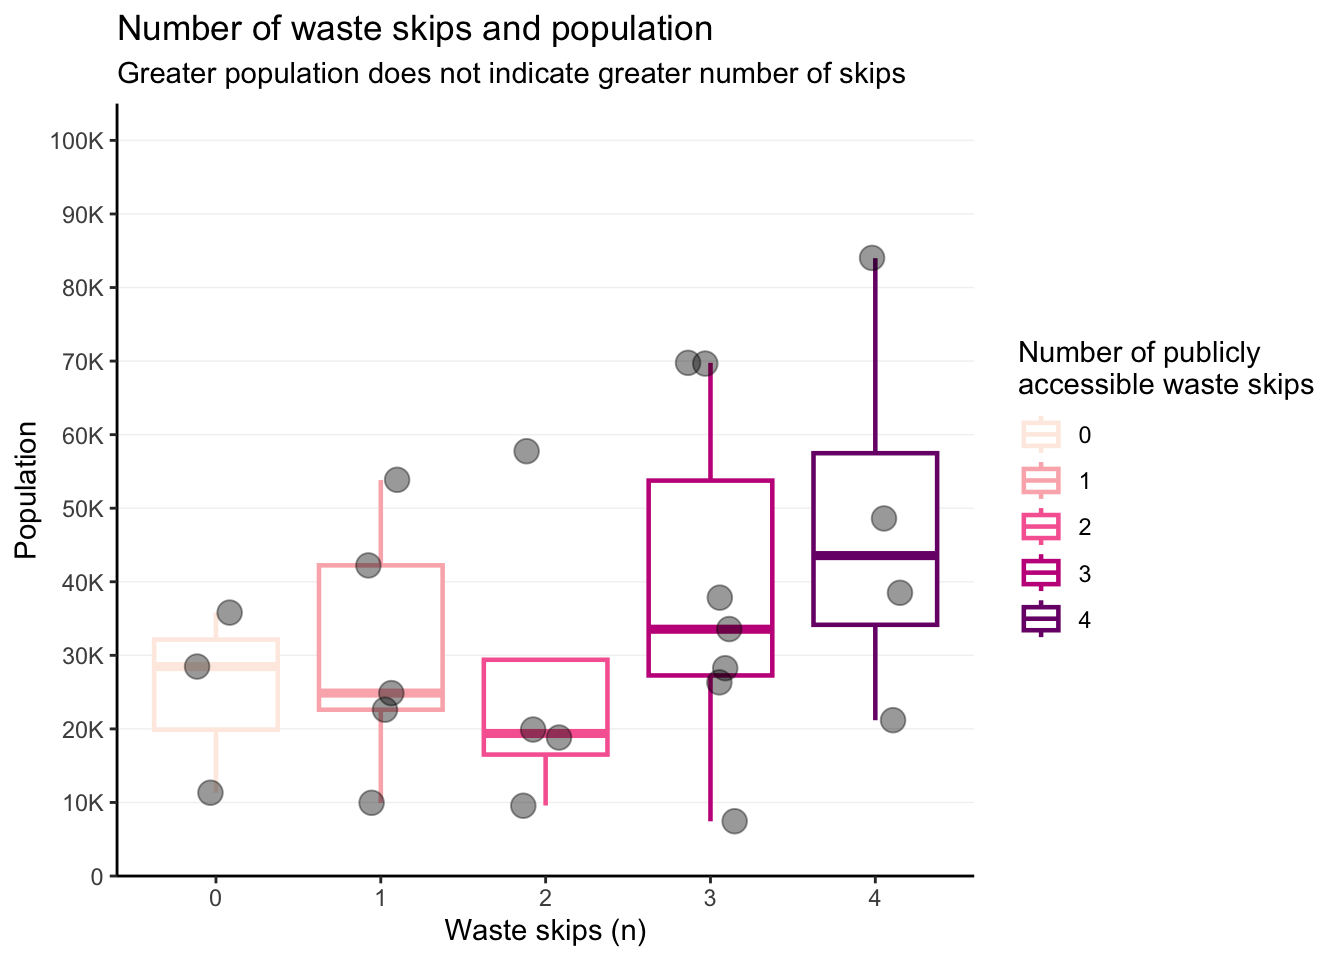 Number of waste skips and population
Greater population does not indicate greater number of skips
100K
90K
80K
70K
60K
50K
40K
30K
20K
10K
0
Population
0 1 2 3 4
Waste skips (n)
Number of publicly
accessible waste skips
0
1
2
3
4